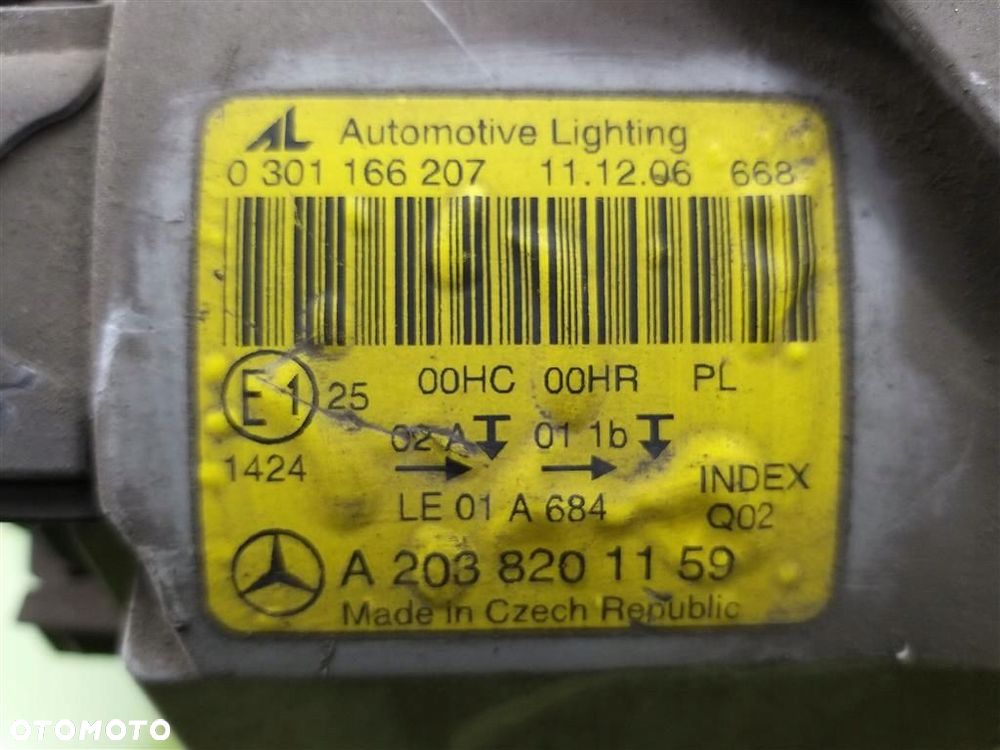 AL Automotive Lighting
0 301 166 207 11.12.06 668
E1 25 00HC 00HR PL
02 A 01 1b
1424
LE 01 A 684 INDEX
Q02
A 203 820 11 59
Made in Czech Republic
OTOMOTO